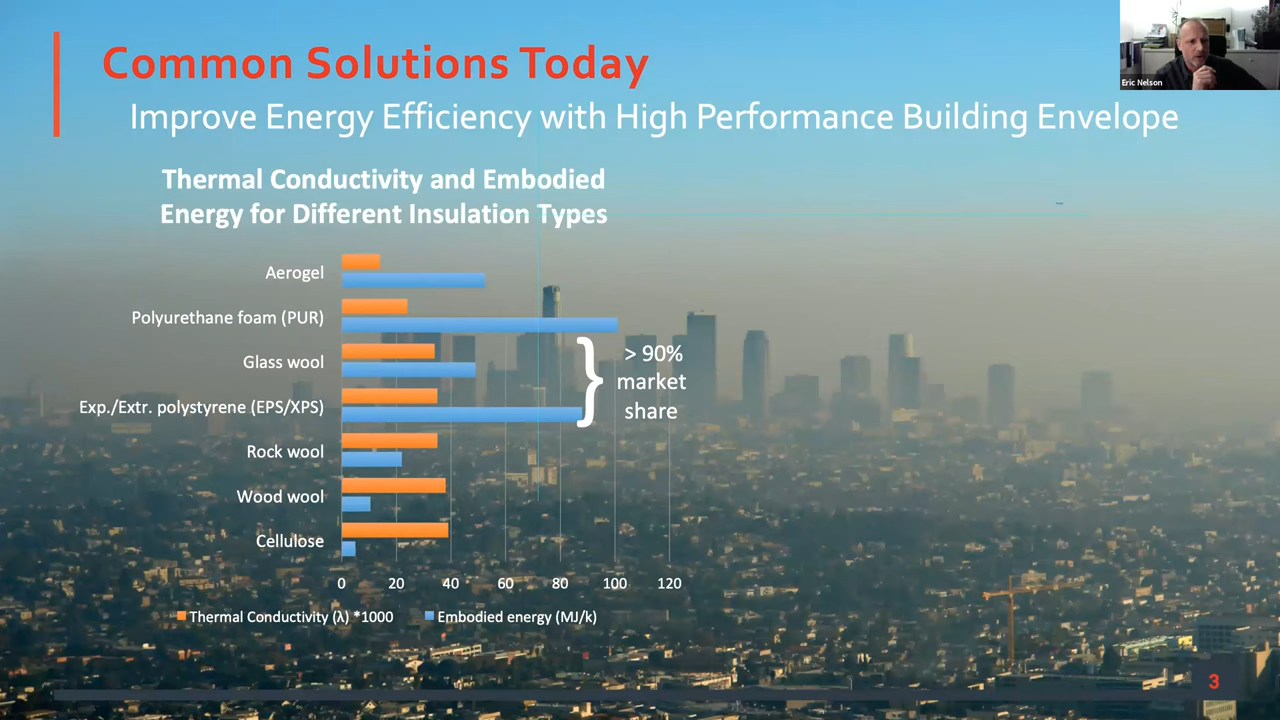 Common Solutions Today
Improve Energy Efficiency with High Performance Building Envelope
Eric Nelson
Thermal Conductivity and Embodied
Energy for Different Insulation Types
Aerogel
Polyurethane foam (PUR)
Glass wool
Exp./Extr. polystyrene (EPS/XPS)
Rock wool
Wood wool
Cellulose
> 90%
market
share
0 20 40 60 80 100 120
Thermal Conductivity (λ) *1000 Embodied energy (MJ/k)
3